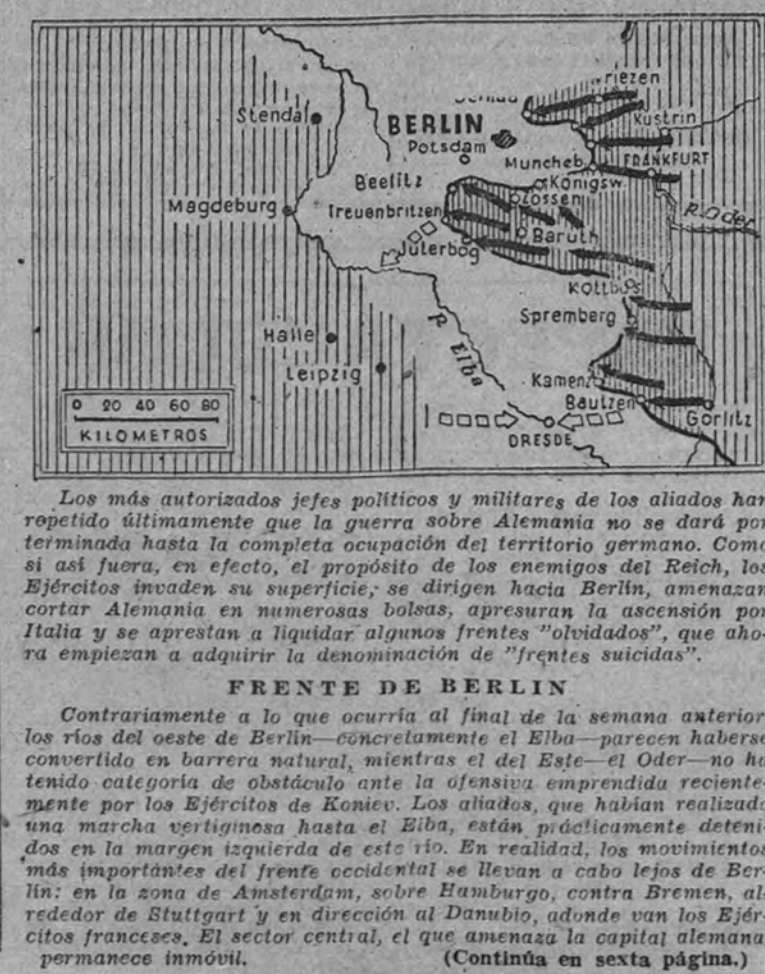 riezen
Stendal
BERLIN
Kustrin
Potsdam
Muncheb.
FRANKFURT
Beelitz
Königsw.
Zossen
Magdeburg
Treuenbritzen
R. Oder
Baruth
Juterbog
Kottbus
Spremberg
Halle
R. Elba
Leipzig
Kamenz
Bautzen
0 20 40 60 80
KILOMETROS
Gorlitz
DRESDE
Los más autorizados jefes políticos y militares de los aliados han
repetido últimamente que la guerra sobre Alemania no se dará por
terminada hasta la completa ocupación del territorio germano. Como
si así fuera, en efecto, el propósito de los enemigos del Reich, los
Ejércitos invaden su superficie, se dirigen hacia Berlín, amenazan
cortar Alemania en numerosas bolsas, apresuran la ascensión por
Italia y se aprestan a liquidar algunos frentes "olvidados", que aho-
ra empiezan a adquirir la denominación de "frentes suicidas".
FRENTE DE BERLIN
Contrariamente a lo que ocurría al final de la semana anterior,
los ríos del oeste de Berlín—concretamente el Elba—parecen haberse
convertido en barrera natural, mientras el del Este—el Oder—no ha
tenido categoría de obstáculo ante la ofensiva emprendida reciente-
mente por los Ejércitos de Koniev. Los aliados, que habían realizado
una marcha vertiginosa hasta el Elba, están prácticamente deteni-
dos en la margen izquierda de este río. En realidad, los movimientos
más importantes del frente occidental se llevan a cabo lejos de Ber-
lín: en la zona de Amsterdam, sobre Hamburgo, contra Bremen, al-
rededor de Stuttgart y en dirección al Danubio, adonde van los Ejér-
citos franceses. El sector central, el que amenaza la capital alemana,
permanece inmóvil. (Continúa en sexta página.)